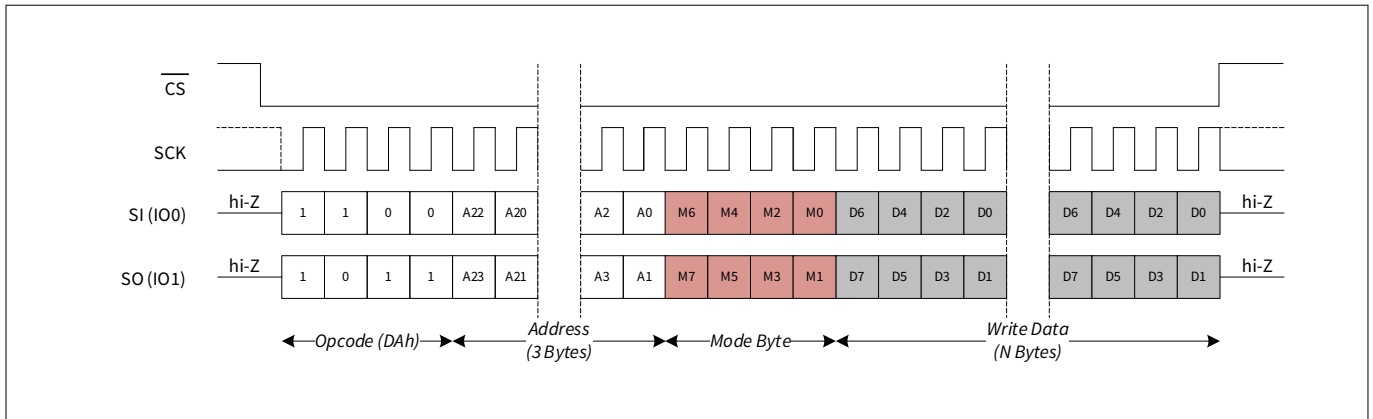 CS
SCK
SI (IO0) hi-Z 1 1 0 0 A22 A20 A2 A0 M6 M4 M2 M0 D6 D4 D2 D0 D6 D4 D2 D0 hi-Z
SO (IO1) hi-Z 1 0 1 1 A23 A21 A3 A1 M7 M5 M3 M1 D7 D5 D3 D1 D7 D5 D3 D1 hi-Z
Opcode (DAh) Address Mode Byte Write Data
(3 Bytes) (N Bytes)